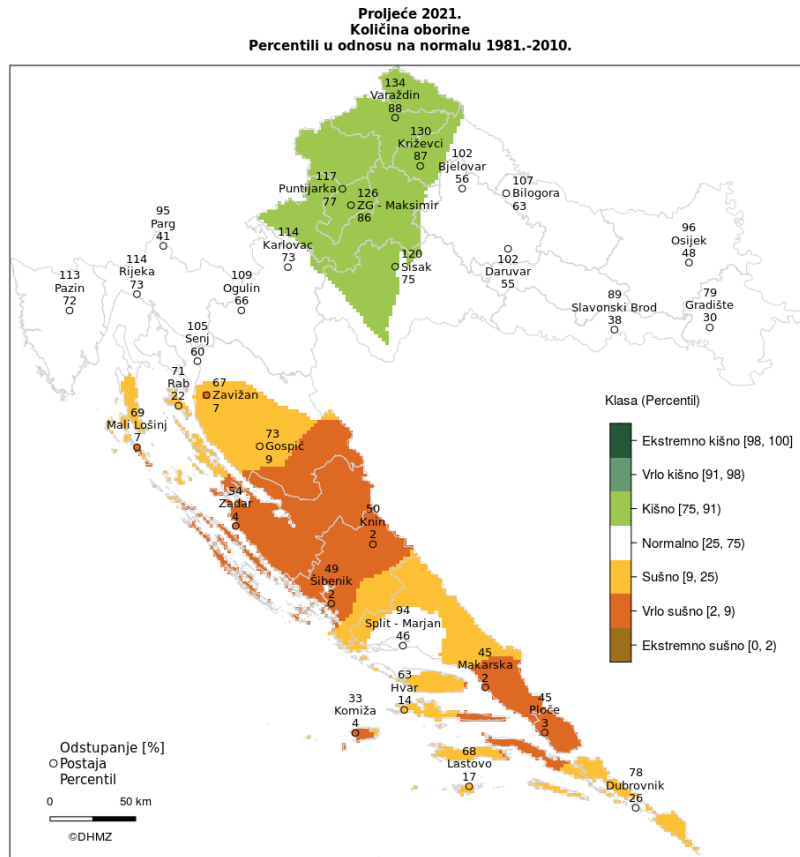 Proljeće 2021.
Količina oborine
Percentili u odnosu na normalu 1981.-2010.
134
Varaždin
88
130
Križevci
87
102
Bjelovar
56
117
Puntijarka
77
126
ZG - Maksimir
86
107
Bilogora
63
95
Parg
41
114
Karlovac
73
120
Sisak
75
102
Daruvar
55
96
Osijek
48
113
Pazin
72
114
Rijeka
73
109
Ogulin
66
89
Slavonski Brod
38
79
Gradište
30
105
Senj
60
71
Rab
22
67
Zavižan
7
69
Mali Lošinj
7
73
Gospić
9
54
Zadar
4
50
Knin
2
49
Šibenik
2
94
Split - Marjan
46
45
Makarska
2
63
Hvar
14
33
Komiža
4
45
Ploče
3
68
Lastovo
17
78
Dubrovnik
26
Klasa (Percentil)
Ekstremno kišno [98, 100]
Vrlo kišno [91, 98)
Kišno [75, 91)
Normalno [25, 75)
Sušno [9, 25)
Vrlo sušno [2, 9)
Ekstremno sušno [0, 2)
Odstupanje [%]
Postaja
Percentil
0 50 km
©DHMZ